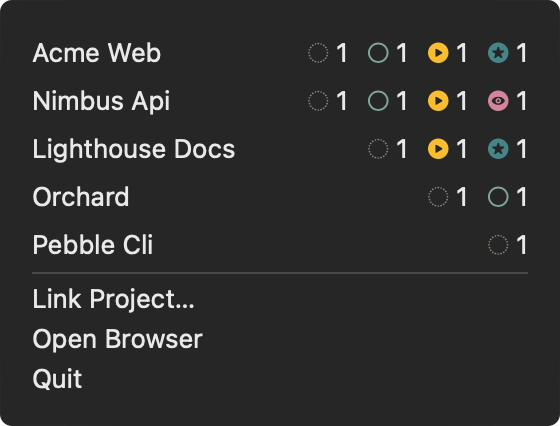 Acme Web 1 1 1 1
Nimbus Api 1 1 1 1
Lighthouse Docs 1 1 1
Orchard 1 1
Pebble Cli 1
Link Project...
Open Browser
Quit